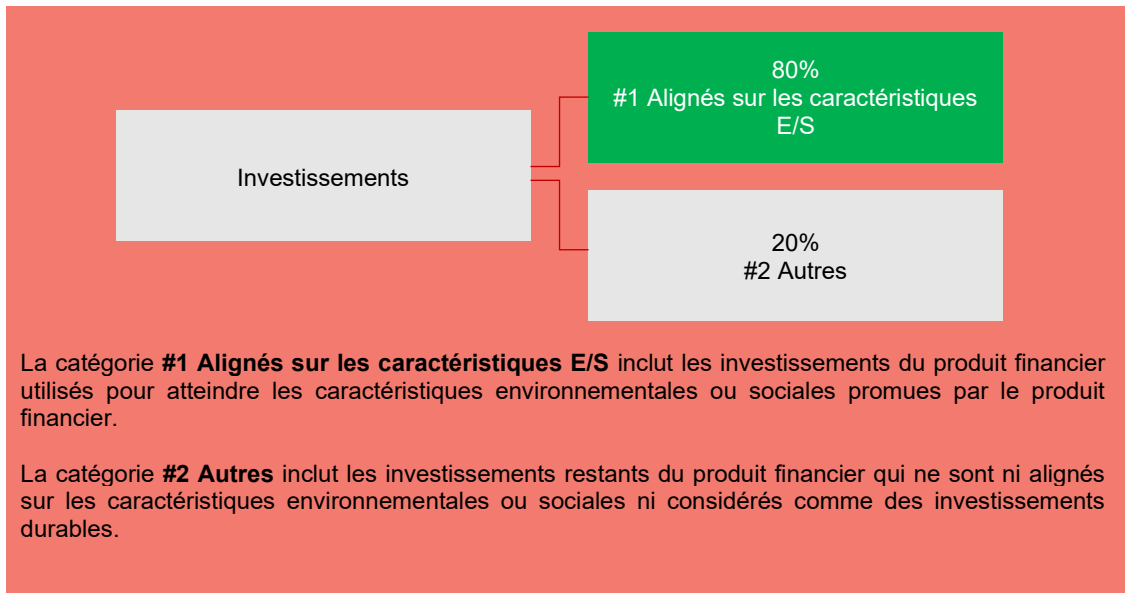 80%
#1 Alignés sur les caractéristiques
E/S
Investissements
20%
#2 Autres
La catégorie #1 Alignés sur les caractéristiques E/S inclut les investissements du produit financier
utilisés pour atteindre les caractéristiques environnementales ou sociales promues par le produit
financier.
La catégorie #2 Autres inclut les investissements restants du produit financier qui ne sont ni alignés
sur les caractéristiques environnementales ou sociales ni considérés comme des investissements
durables.